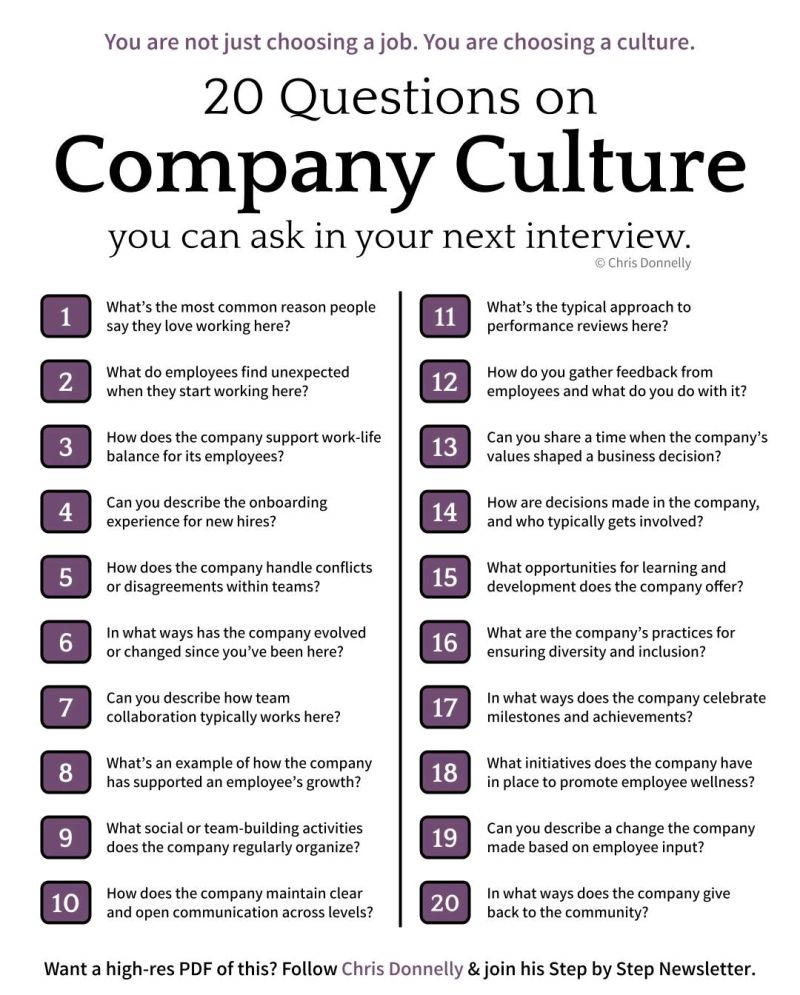 You are not just choosing a job. You are choosing a culture.
20 Questions on
Company Culture
you can ask in your next interview.
© Chris Donnelly
1
What's the most common reason people
say they love working here?
2
What do employees find unexpected
when they start working here?
3
How does the company support work-life
balance for its employees?
4
Can you describe the onboarding
experience for new hires?
5
How does the company handle conflicts
or disagreements within teams?
6
In what ways has the company evolved
or changed since you've been here?
7
Can you describe how team
collaboration typically works here?
8
What's an example of how the company
has supported an employee's growth?
9
What social or team-building activities
does the company regularly organize?
10
How does the company maintain clear
and open communication across levels?
11
What's the typical approach to
performance reviews here?
12
How do you gather feedback from
employees and what do you do with it?
13
Can you share a time when the company's
values shaped a business decision?
14
How are decisions made in the company,
and who typically gets involved?
15
What opportunities for learning and
development does the company offer?
16
What are the company's practices for
ensuring diversity and inclusion?
17
In what ways does the company celebrate
milestones and achievements?
18
What initiatives does the company have
in place to promote employee wellness?
19
Can you describe a change the company
made based on employee input?
20
In what ways does the company give
back to the community?
Want a high-res PDF of this? Follow Chris Donnelly & join his Step by Step Newsletter.